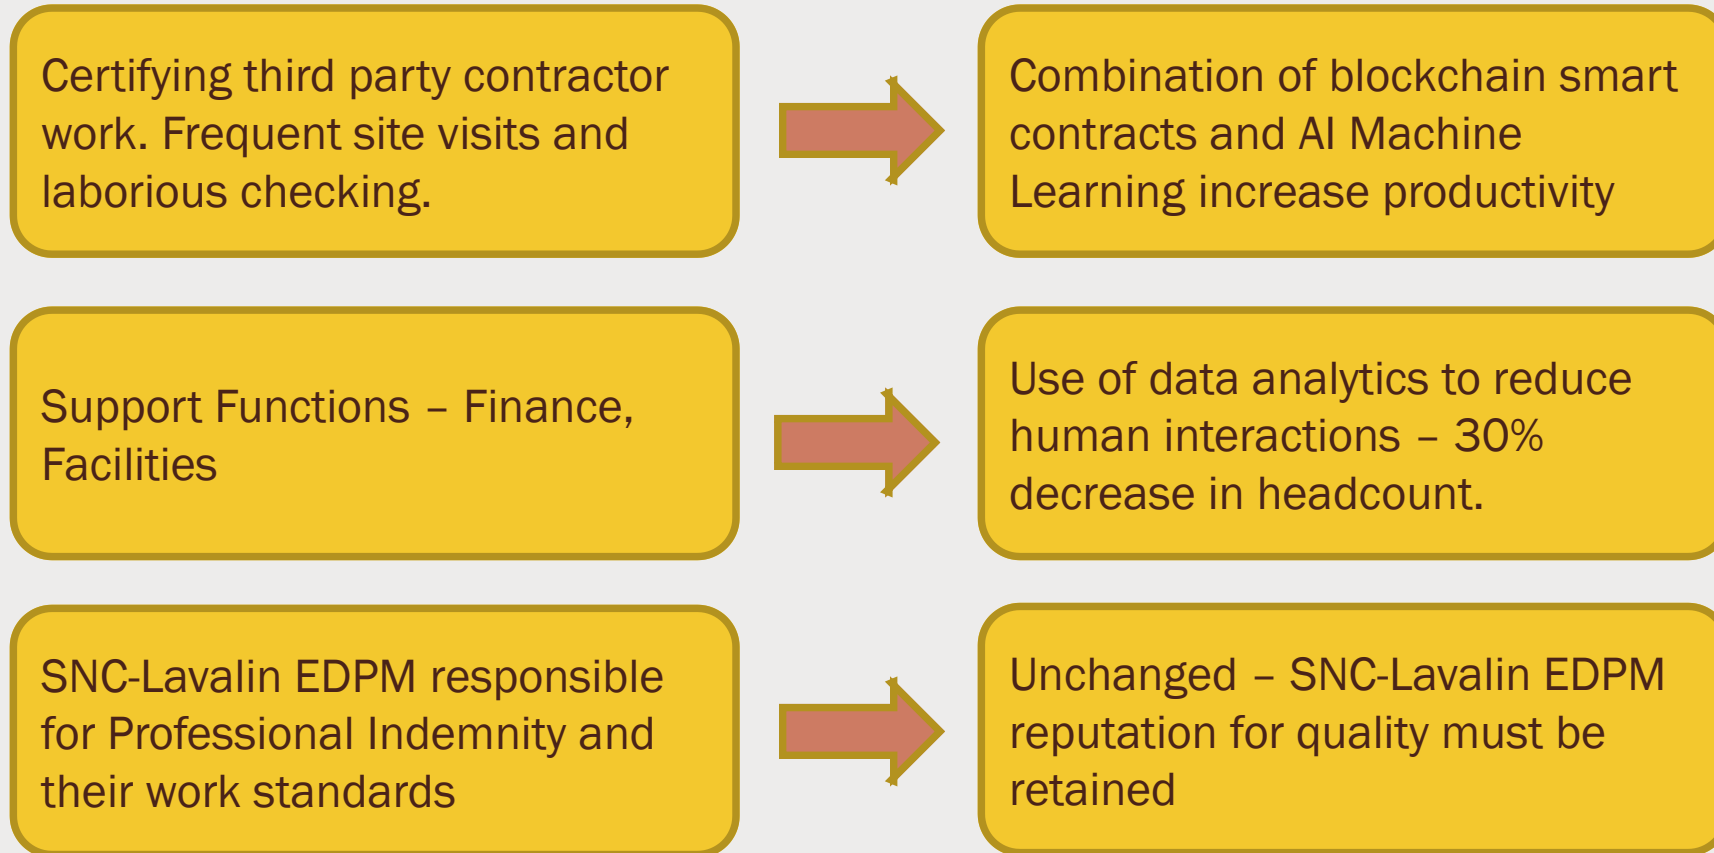 Certifying third party contractor
work. Frequent site visits and
laborious checking.
Combination of blockchain smart
contracts and AI Machine
Learning increase productivity
Support Functions – Finance,
Facilities
Use of data analytics to reduce
human interactions – 30%
decrease in headcount.
SNC-Lavalin EDPM responsible
for Professional Indemnity and
their work standards
Unchanged – SNC-Lavalin EDPM
reputation for quality must be
retained